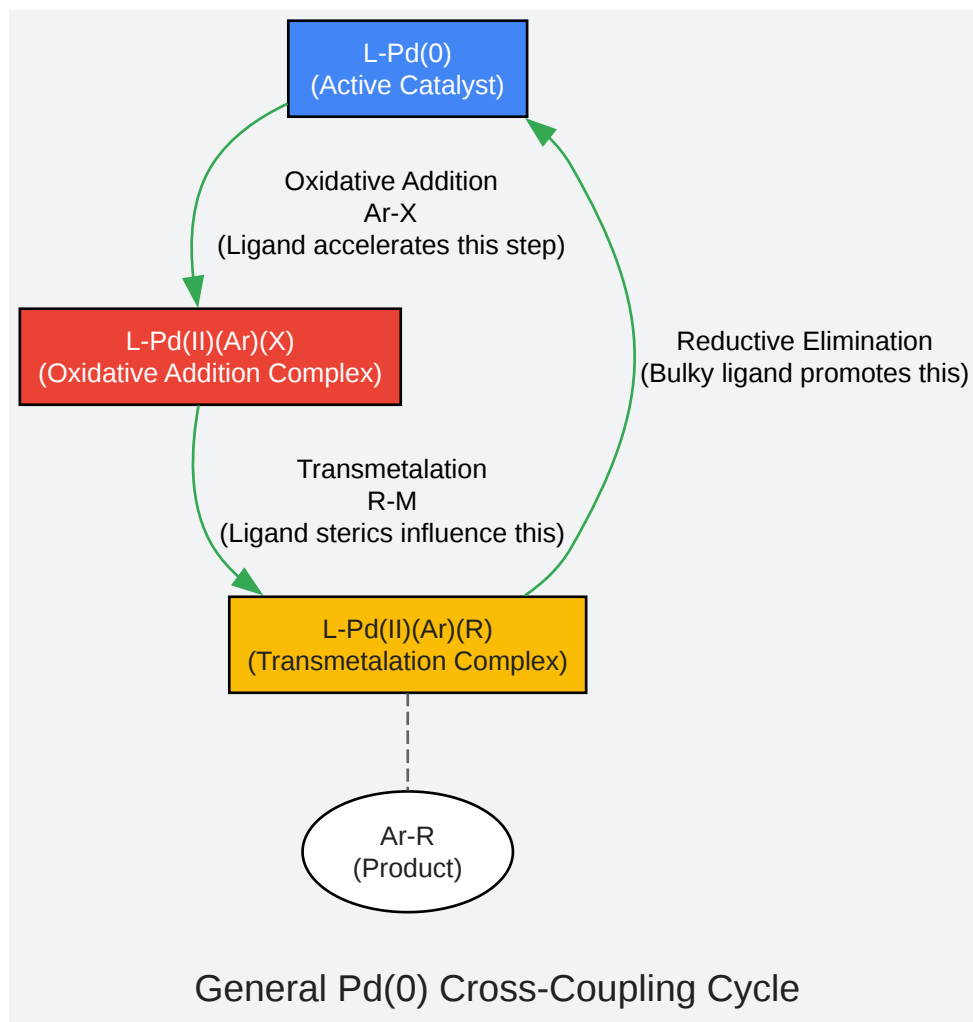 L-Pd(0)
(Active Catalyst)
Oxidative Addition
Ar-X
(Ligand accelerates this step)
L-Pd(II)(Ar)(X)
(Oxidative Addition Complex)
Reductive Elimination
(Bulky ligand promotes this)
Transmetalation
R-M
(Ligand sterics influence this)
L-Pd(II)(Ar)(R)
(Transmetalation Complex)
Ar-R
(Product)
General Pd(0) Cross-Coupling Cycle